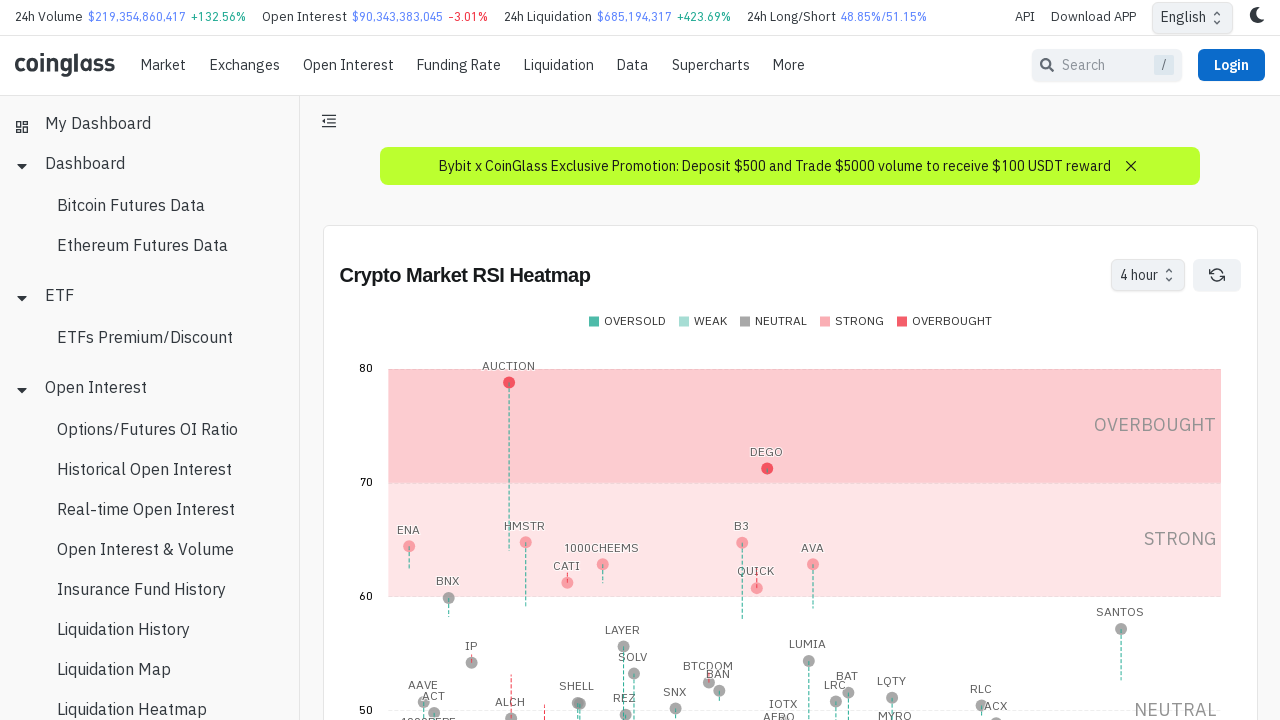 24h Volume $219,354,860,417 +132.56% Open Interest $90,343,383,045 -3.01% 24h Liquidation $685,194,317 +423.69% 24h Long/Short 48.85%/51.15% API Download APP English
coinglass Market Exchanges Open Interest Funding Rate Liquidation Data Supercharts More Search / Login
My Dashboard
Dashboard
Bitcoin Futures Data
Ethereum Futures Data
ETF
ETFs Premium/Discount
Open Interest
Options/Futures OI Ratio
Historical Open Interest
Real-time Open Interest
Open Interest & Volume
Insurance Fund History
Liquidation History
Liquidation Map
Liquidation Heatmap
Bybit x CoinGlass Exclusive Promotion: Deposit $500 and Trade $5000 volume to receive $100 USDT reward
Crypto Market RSI Heatmap 4 hour
OVERSOLD WEAK NEUTRAL STRONG OVERBOUGHT
80
AUCTION
OVERBOUGHT
DEGO
70
ENA HMSTR B3
STRONG
1000CHEEMS AVA
CATI QUICK
BNX
60
SANTOS
LAYER
IP LUMIA
SOLV
BTCDOM
BAN BAT
AAVE SHELL LRC LQTY
ACT SNX RLC
ALCH REZ IOTX ACX
50 NEUTRAL
AERO MYRO
1000PEPE